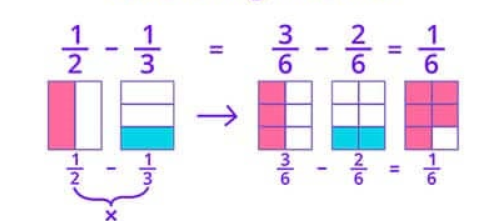 1/2 - 1/3 = 3/6 - 2/6 = 1/6
1/2 - 1/3 → 3/6 - 2/6 = 1/6
×